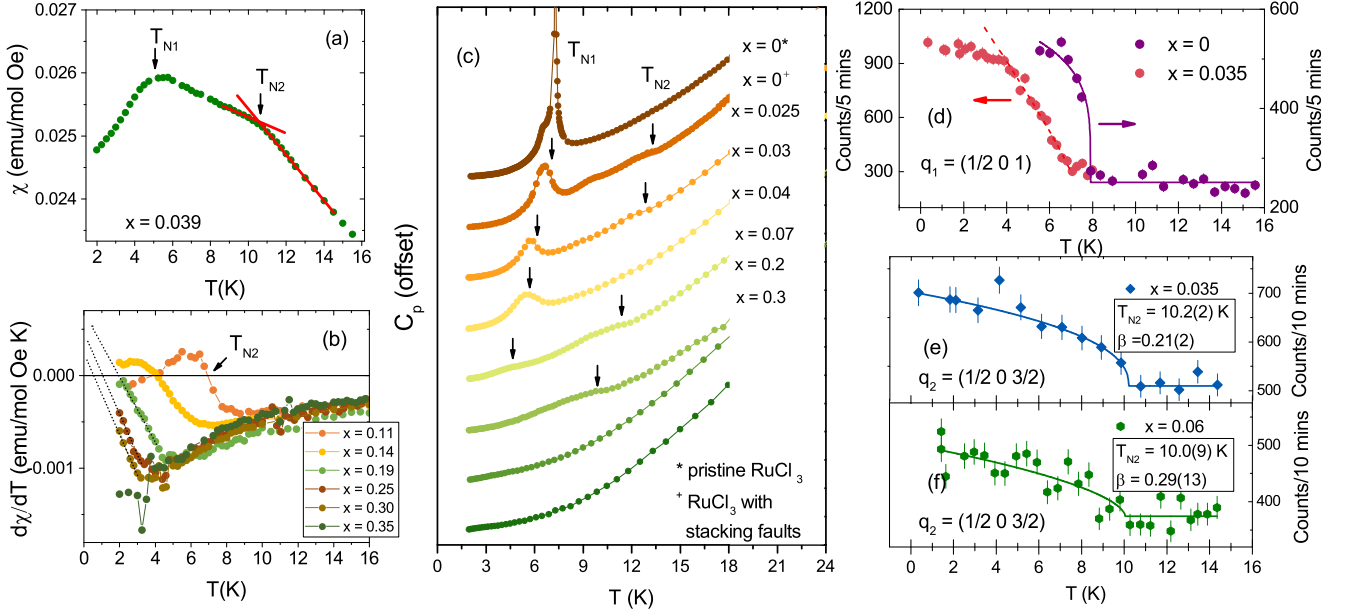 (a)
0.027
0.026
0.025
0.024
χ (emu/mol Oe)
T_N1
T_N2
x = 0.039
2 4 6 8 10 12 14 16
T(K)
(b)
0.000
-0.001
dχ/dT (emu/mol Oe K)
T_N2
x = 0.11
x = 0.14
x = 0.19
x = 0.25
x = 0.30
x = 0.35
0 2 4 6 8 10 12 14 16
T(K)
(c)
C_p (offset)
T_N1
T_N2
x = 0*
x = 0⁺
x = 0.025
x = 0.03
x = 0.04
x = 0.07
x = 0.2
x = 0.3
* pristine RuCl₃
⁺ RuCl₃ with
stacking faults
0 3 6 9 12 15 18 21 24
T (K)
(d)
1200
900
600
300
Counts/5 mins
600
400
200
Counts/5 mins
x = 0
x = 0.035
q₁ = (1/2 0 1)
0 2 4 6 8 10 12 14 16
T (K)
(e)
x = 0.035
T_N2 = 10.2(2) K
β =0.21(2)
q₂ = (1/2 0 3/2)
700
600
500
Counts/10 mins
(f)
x = 0.06
T_N2 = 10.0(9) K
β = 0.29(13)
q₂ = (1/2 0 3/2)
500
400
Counts/10 mins
0 2 4 6 8 10 12 14 16
T (K)